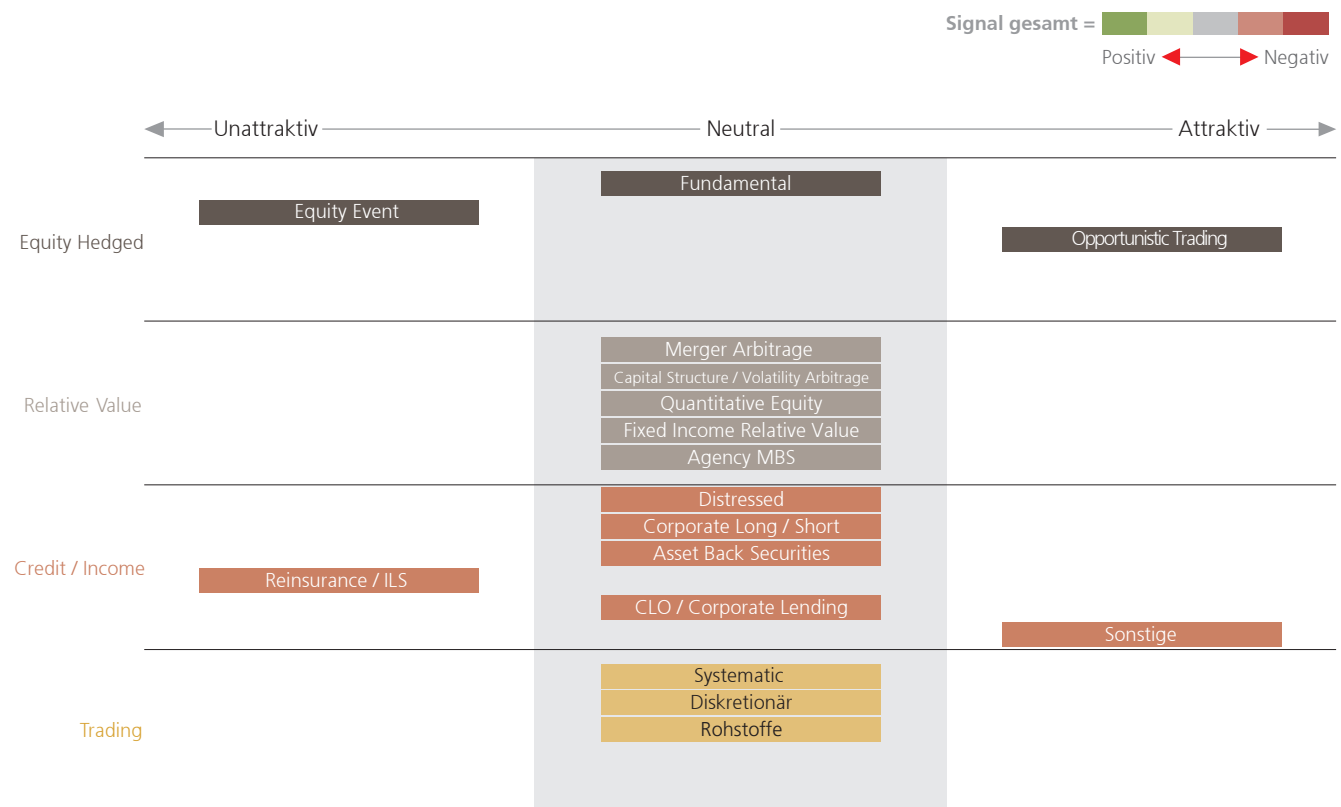 Signal gesamt =
Positiv Negativ
Unattraktiv Neutral Attraktiv
Fundamental
Equity Event
Equity Hedged
Opportunistic Trading
Merger Arbitrage
Capital Structure / Volatility Arbitrage
Relative Value
Quantitative Equity
Fixed Income Relative Value
Agency MBS
Distressed
Corporate Long / Short
Asset Back Securities
Credit / Income
Reinsurance / ILS
CLO / Corporate Lending
Sonstige
Systematic
Diskretionär
Trading
Rohstoffe